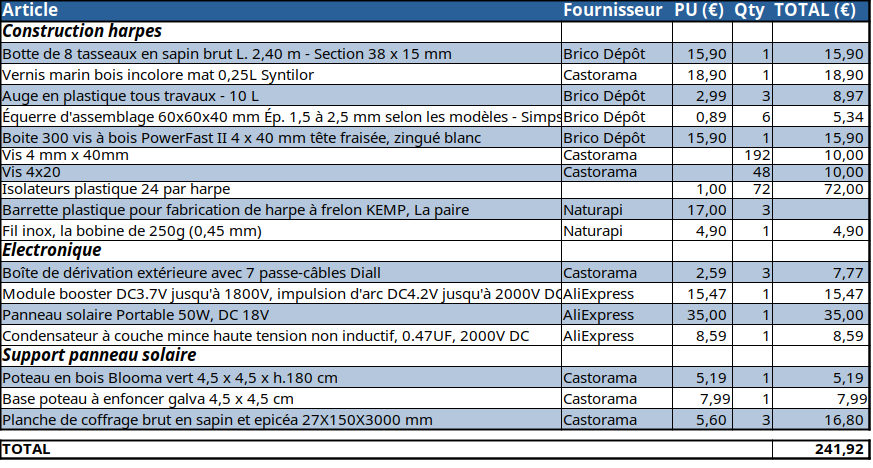 Article Fournisseur PU (€) Qty TOTAL (€)
Construction harpes
Botte de 8 tasseaux en sapin brut L. 2,40 m - Section 38 x 15 mm Brico Dépôt 15,90 1 15,90
Vernis marin bois incolore mat 0,25L Syntilor Castorama 18,90 1 18,90
Auge en plastique tous travaux - 10 L Brico Dépôt 2,99 3 8,97
Équerre d'assemblage 60x60x40 mm Ép. 1,5 à 2,5 mm selon les modèles - Simps Brico Dépôt 0,89 6 5,34
Boite 300 vis à bois PowerFast II 4 x 40 mm tête fraisée, zingué blanc Brico Dépôt 15,90 1 15,90
Vis 4 mm x 40mm Castorama 192 10,00
Vis 4x20 Castorama 48 10,00
Isolateurs plastique 24 par harpe 1,00 72 72,00
Barrette plastique pour fabrication de harpe à frelon KEMP, La paire Naturapi 17,00 3
Fil inox, la bobine de 250g (0,45 mm) Naturapi 4,90 1 4,90
Electronique
Boîte de dérivation extérieure avec 7 passe-câbles Diall Castorama 2,59 3 7,77
Module booster DC3.7V jusqu'à 1800V, impulsion d'arc DC4.2V jusqu'à 2000V DC AliExpress 15,47 1 15,47
Panneau solaire Portable 50W, DC 18V AliExpress 35,00 1 35,00
Condensateur à couche mince haute tension non inductif, 0.47UF, 2000V DC AliExpress 8,59 1 8,59
Support panneau solaire
Poteau en bois Blooma vert 4,5 x 4,5 x h.180 cm Castorama 5,19 1 5,19
Base poteau à enfoncer galva 4,5 x 4,5 cm Castorama 7,99 1 7,99
Planche de coffrage brut en sapin et epicéa 27X150X3000 mm Castorama 5,60 3 16,80
TOTAL 241,92